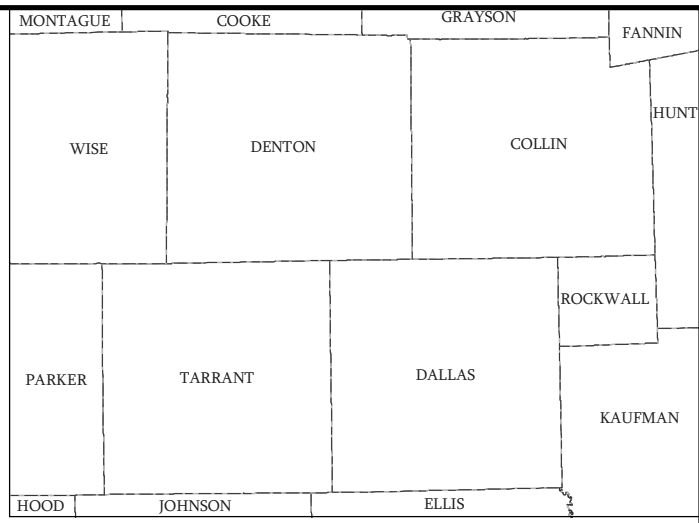 MONTAGUE
COOKE
GRAYSON
FANNIN
HUNT
WISE
DENTON
COLLIN
ROCKWALL
PARKER
TARRANT
DALLAS
KAUFMAN
HOOD
JOHNSON
ELLIS